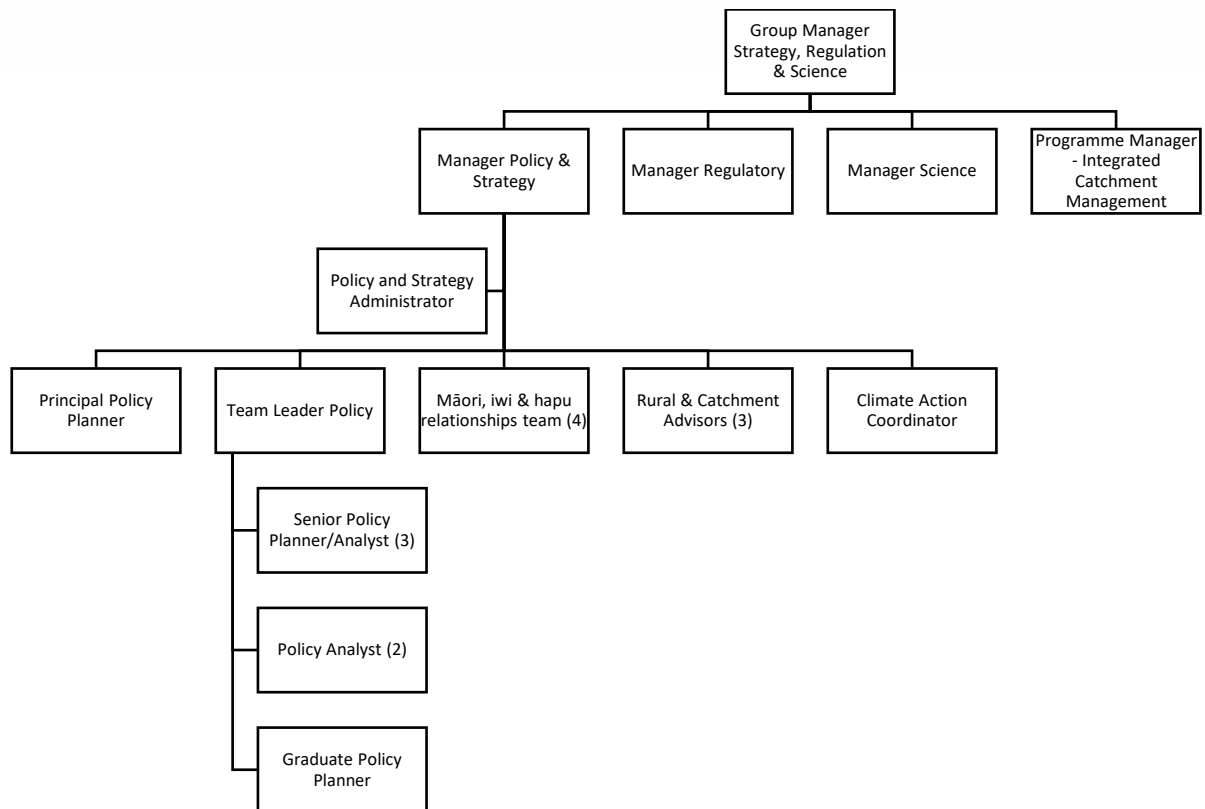 Group Manager
Strategy, Regulation
& Science
Manager Policy &
Strategy
Manager Regulatory
Manager Science
Programme Manager
- Integrated
Catchment
Management
Policy and Strategy
Administrator
Principal Policy
Planner
Team Leader Policy
Māori, iwi & hapu
relationships team (4)
Rural & Catchment
Advisors (3)
Climate Action
Coordinator
Senior Policy
Planner/Analyst (3)
Policy Analyst (2)
Graduate Policy
Planner